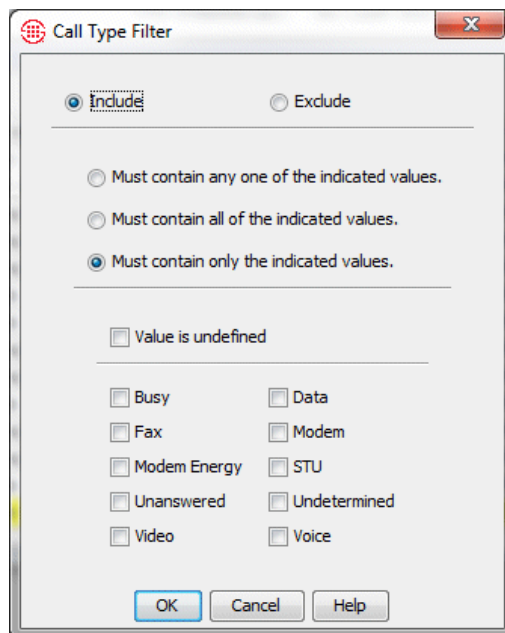 Call Type Filter
Include Exclude
Must contain any one of the indicated values.
Must contain all of the indicated values.
Must contain only the indicated values.
Value is undefined
Busy Data
Fax Modem
Modem Energy STU
Unanswered Undetermined
Video Voice
OK Cancel Help